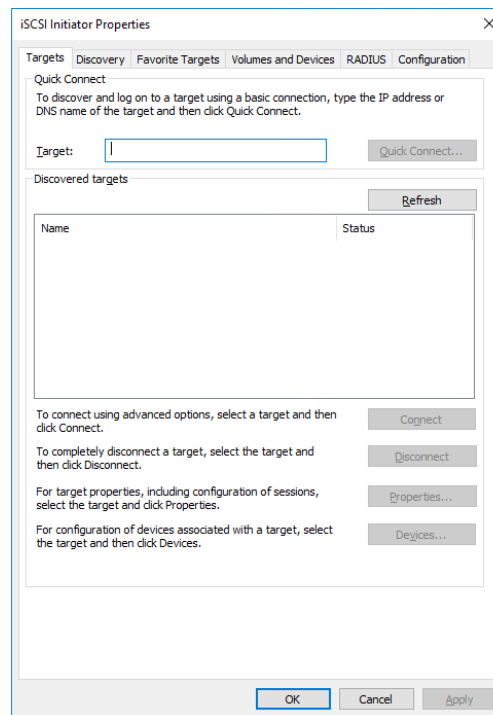 iSCSI Initiator Properties
Targets Discovery Favorite Targets Volumes and Devices RADIUS Configuration
Quick Connect
To discover and log on to a target using a basic connection, type the IP address or
DNS name of the target and then click Quick Connect.
Target:
Quick Connect...
Discovered targets
Refresh
Name Status
To connect using advanced options, select a target and then
click Connect.
Connect
To completely disconnect a target, select the target and
then click Disconnect.
Disconnect
For target properties, including configuration of sessions,
select the target and click Properties.
Properties...
For configuration of devices associated with a target, select
the target and then click Devices.
Devices...
OK Cancel Apply